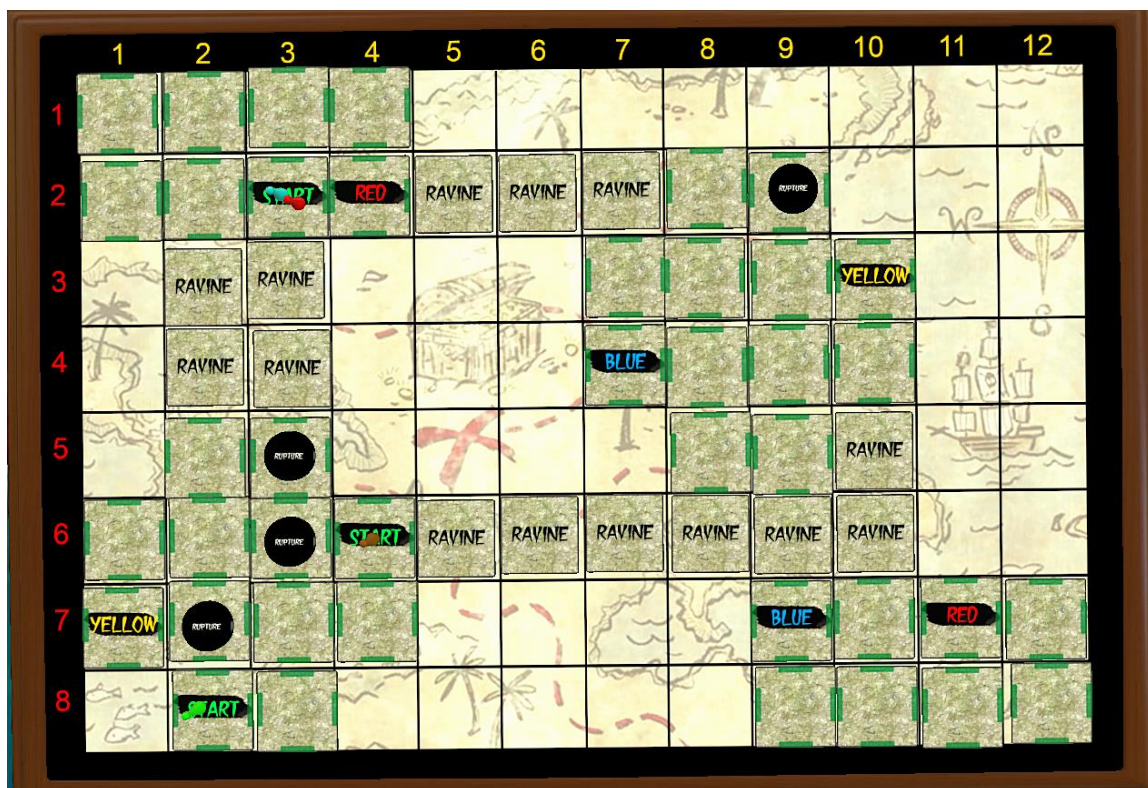 1 2 3 4 5 6 7 8 9 10 11 12
1
2 START RED RAVINE RAVINE RAVINE RUPTURE
N
W
S
3 RAVINE RAVINE YELLOW
4 RAVINE RAVINE BLUE
5 RUPTURE RAVINE
6 RUPTURE START RAVINE RAVINE RAVINE RAVINE RAVINE RAVINE
7 YELLOW RUPTURE BLUE RED
8 START